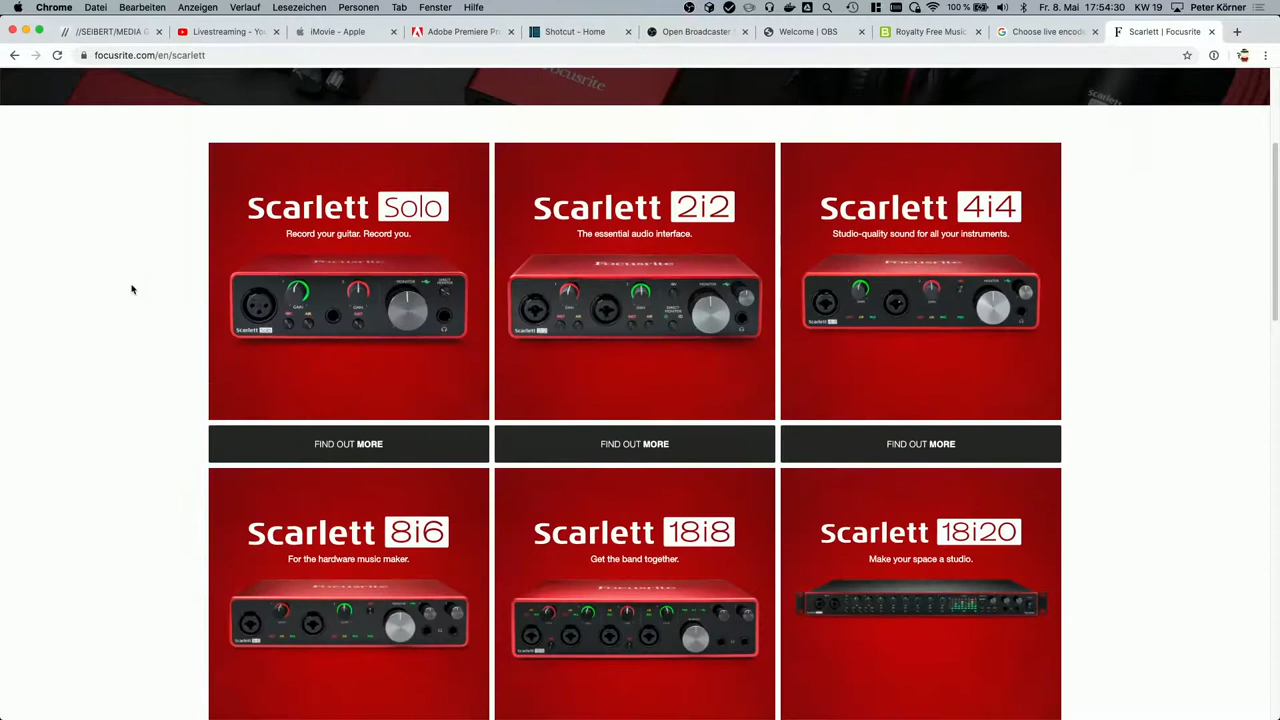 Chrome Datei Bearbeiten Anzeigen Verlauf Lesezeichen Personen Tab Fenster Hilfe 100 % Fr. 8. Mai 17:54:30 KW 19 Peter Körner
//SEIBERT/MEDIA G Livestreaming - Yo iMovie - Apple Adobe Premiere Pr Shotcut - Home Open Broadcaster S Welcome | OBS Royalty Free Music Choose live encod Scarlett | Focusrite
focusrite.com/en/scarlett
Focusrite
Scarlett Solo
Record your guitar. Record you.
Scarlett 2i2
The essential audio interface.
Scarlett 4i4
Studio-quality sound for all your instruments.
FIND OUT MORE
FIND OUT MORE
FIND OUT MORE
Scarlett 8i6
For the hardware music maker.
Scarlett 18i8
Get the band together.
Scarlett 18i20
Make your space a studio.